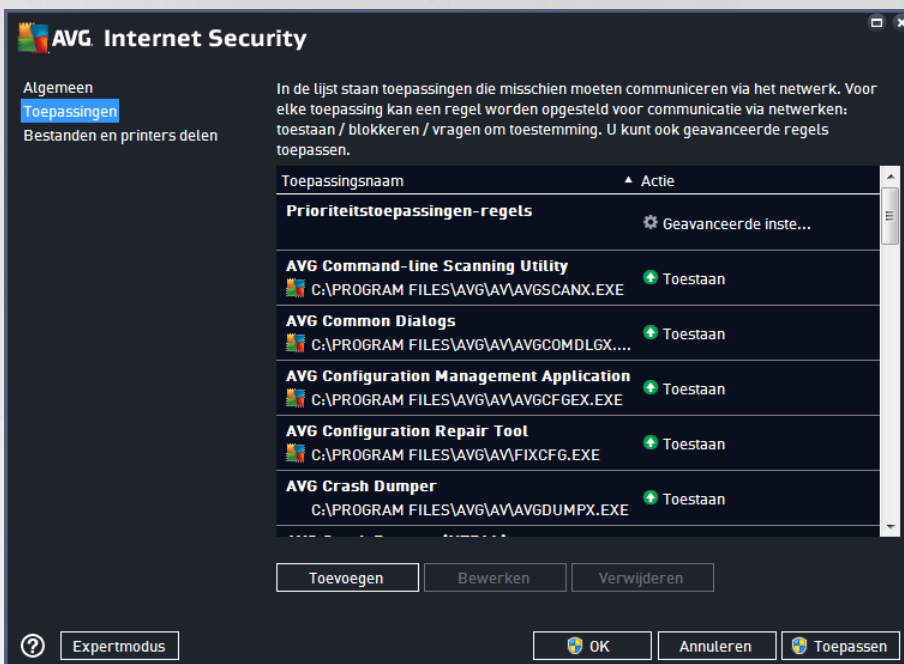 AVG Internet Security
Algemeen
Toepassingen
Bestanden en printers delen
In de lijst staan toepassingen die misschien moeten communiceren via het netwerk. Voor
elke toepassing kan een regel worden opgesteld voor communicatie via netwerken:
toestaan / blokkeren / vragen om toestemming. U kunt ook geavanceerde regels
toepassen.
Toepassingsnaam Actie
Prioriteitstoepassingen-regels
Geavanceerde inste...
AVG Command-line Scanning Utility
C:\PROGRAM FILES\AVG\AV\AVGSCANX.EXE
Toestaan
AVG Common Dialogs
C:\PROGRAM FILES\AVG\AV\AVGCOMDLGX....
Toestaan
AVG Configuration Management Application
C:\PROGRAM FILES\AVG\AV\AVGCFGEX.EXE
Toestaan
AVG Configuration Repair Tool
C:\PROGRAM FILES\AVG\AV\FIXCFG.EXE
Toestaan
AVG Crash Dumper
C:\PROGRAM FILES\AVG\AV\AVGDUMPX.EXE
Toestaan
Toevoegen Bewerken Verwijderen
? Expertmodus OK Annuleren Toepassen